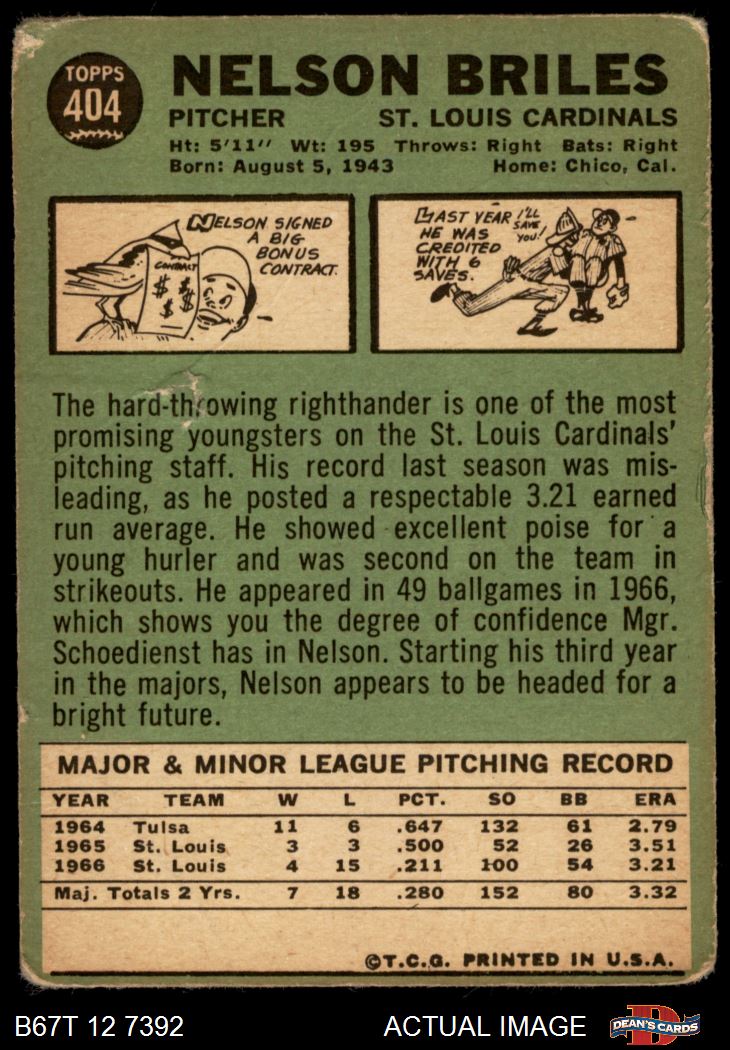 TOPPS
404
NELSON BRILES
PITCHER ST. LOUIS CARDINALS
Ht: 5'11" Wt: 195 Throws: Right Bats: Right
Born: August 5, 1943 Home: Chico, Cal.
NELSON SIGNED
A BIG
BONUS
CONTRACT.
CONTRACT
$ $
$ $
LAST YEAR
HE WAS
CREDITED
WITH 6
SAVES.
I'LL
SAVE
YOU!
The hard-throwing righthander is one of the most
promising youngsters on the St. Louis Cardinals'
pitching staff. His record last season was mis-
leading, as he posted a respectable 3.21 earned
run average. He showed excellent poise for a
young hurler and was second on the team in
strikeouts. He appeared in 49 ballgames in 1966,
which shows you the degree of confidence Mgr.
Schoedienst has in Nelson. Starting his third year
in the majors, Nelson appears to be headed for a
bright future.
MAJOR & MINOR LEAGUE PITCHING RECORD
YEAR TEAM W L PCT. SO BB ERA
1964 Tulsa 11 6 .647 132 61 2.79
1965 St. Louis 3 3 .500 52 26 3.51
1966 St. Louis 4 15 .211 100 54 3.21
Maj. Totals 2 Yrs. 7 18 .280 152 80 3.32
©T.C.G. PRINTED IN U.S.A.
B67T 12 7392 ACTUAL IMAGE
D
DEAN'S CARDS